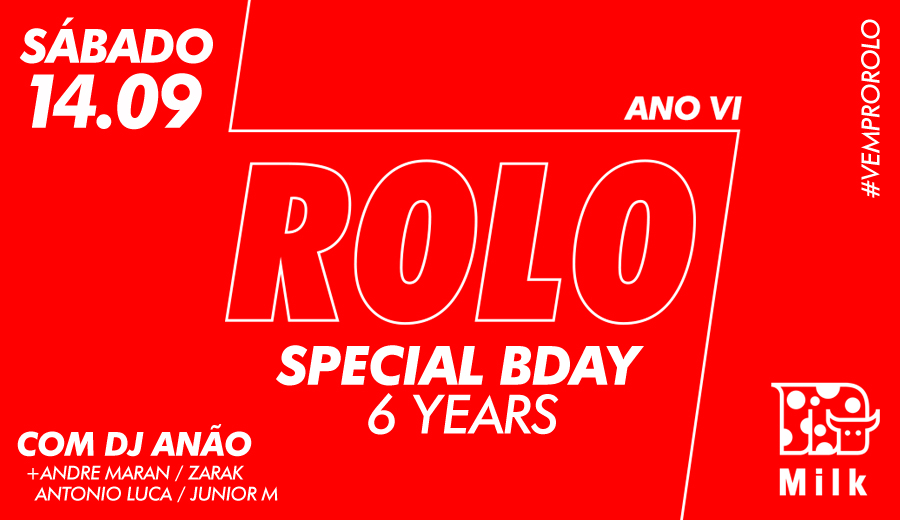 SÁBADO
14.09
ANO VI
#VEMPROROLO
ROLO
SPECIAL BDAY
6 YEARS
COM DJ ANÃO
+ANDRE MARAN / ZARAK
ANTONIO LUCA / JUNIOR M
Milk